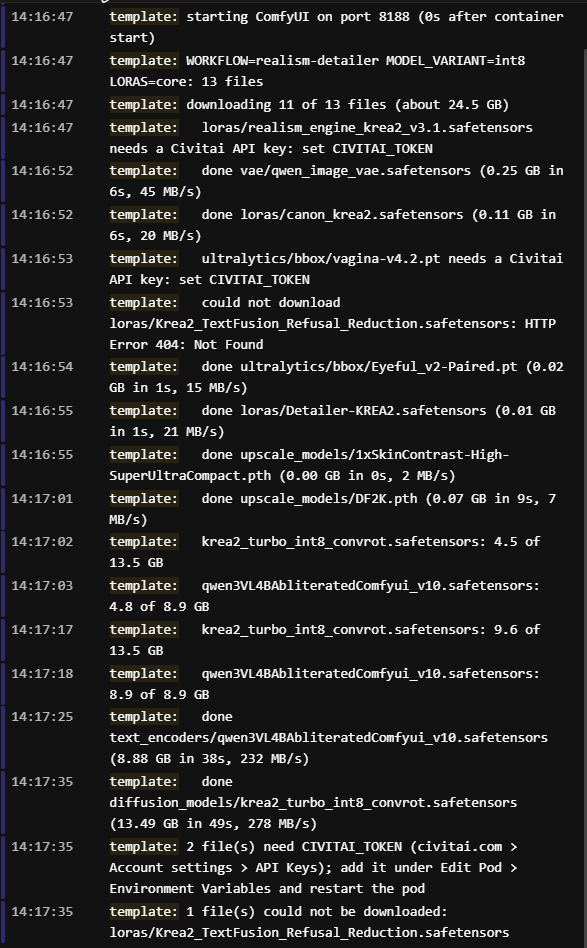 14:16:47 template: starting ComfyUI on port 8188 (0s after container
start)
14:16:47 template: WORKFLOW=realism-detailer MODEL_VARIANT=int8
LORAS=core: 13 files
14:16:47 template: downloading 11 of 13 files (about 24.5 GB)
14:16:47 template: loras/realism_engine_krea2_v3.1.safetensors
needs a Civitai API key: set CIVITAI_TOKEN
14:16:52 template: done vae/qwen_image_vae.safetensors (0.25 GB in
6s, 45 MB/s)
14:16:52 template: done loras/canon_krea2.safetensors (0.11 GB in
6s, 20 MB/s)
14:16:53 template: ultralytics/bbox/vagina-v4.2.pt needs a Civitai
API key: set CIVITAI_TOKEN
14:16:53 template: could not download
loras/Krea2_TextFusion_Refusal_Reduction.safetensors: HTTP
Error 404: Not Found
14:16:54 template: done ultralytics/bbox/Eyeful_v2-Paired.pt (0.02
GB in 1s, 15 MB/s)
14:16:55 template: done loras/Detailer-KREA2.safetensors (0.01 GB
in 1s, 21 MB/s)
14:16:55 template: done upscale_models/1xSkinContrast-High-
SuperUltraCompact.pth (0.00 GB in 0s, 2 MB/s)
14:17:01 template: done upscale_models/DF2K.pth (0.07 GB in 9s, 7
MB/s)
14:17:02 template: krea2_turbo_int8_convrot.safetensors: 4.5 of
13.5 GB
14:17:03 template: qwen3VL4BAbliteratedComfyui_v10.safetensors:
4.8 of 8.9 GB
14:17:17 template: krea2_turbo_int8_convrot.safetensors: 9.6 of
13.5 GB
14:17:18 template: qwen3VL4BAbliteratedComfyui_v10.safetensors:
8.9 of 8.9 GB
14:17:25 template: done
text_encoders/qwen3VL4BAbliteratedComfyui_v10.safetensors
(8.88 GB in 38s, 232 MB/s)
14:17:35 template: done
diffusion_models/krea2_turbo_int8_convrot.safetensors
(13.49 GB in 49s, 278 MB/s)
14:17:35 template: 2 file(s) need CIVITAI_TOKEN (civitai.com >
Account settings > API Keys); add it under Edit Pod >
Environment Variables and restart the pod
14:17:35 template: 1 file(s) could not be downloaded:
loras/Krea2_TextFusion_Refusal_Reduction.safetensors